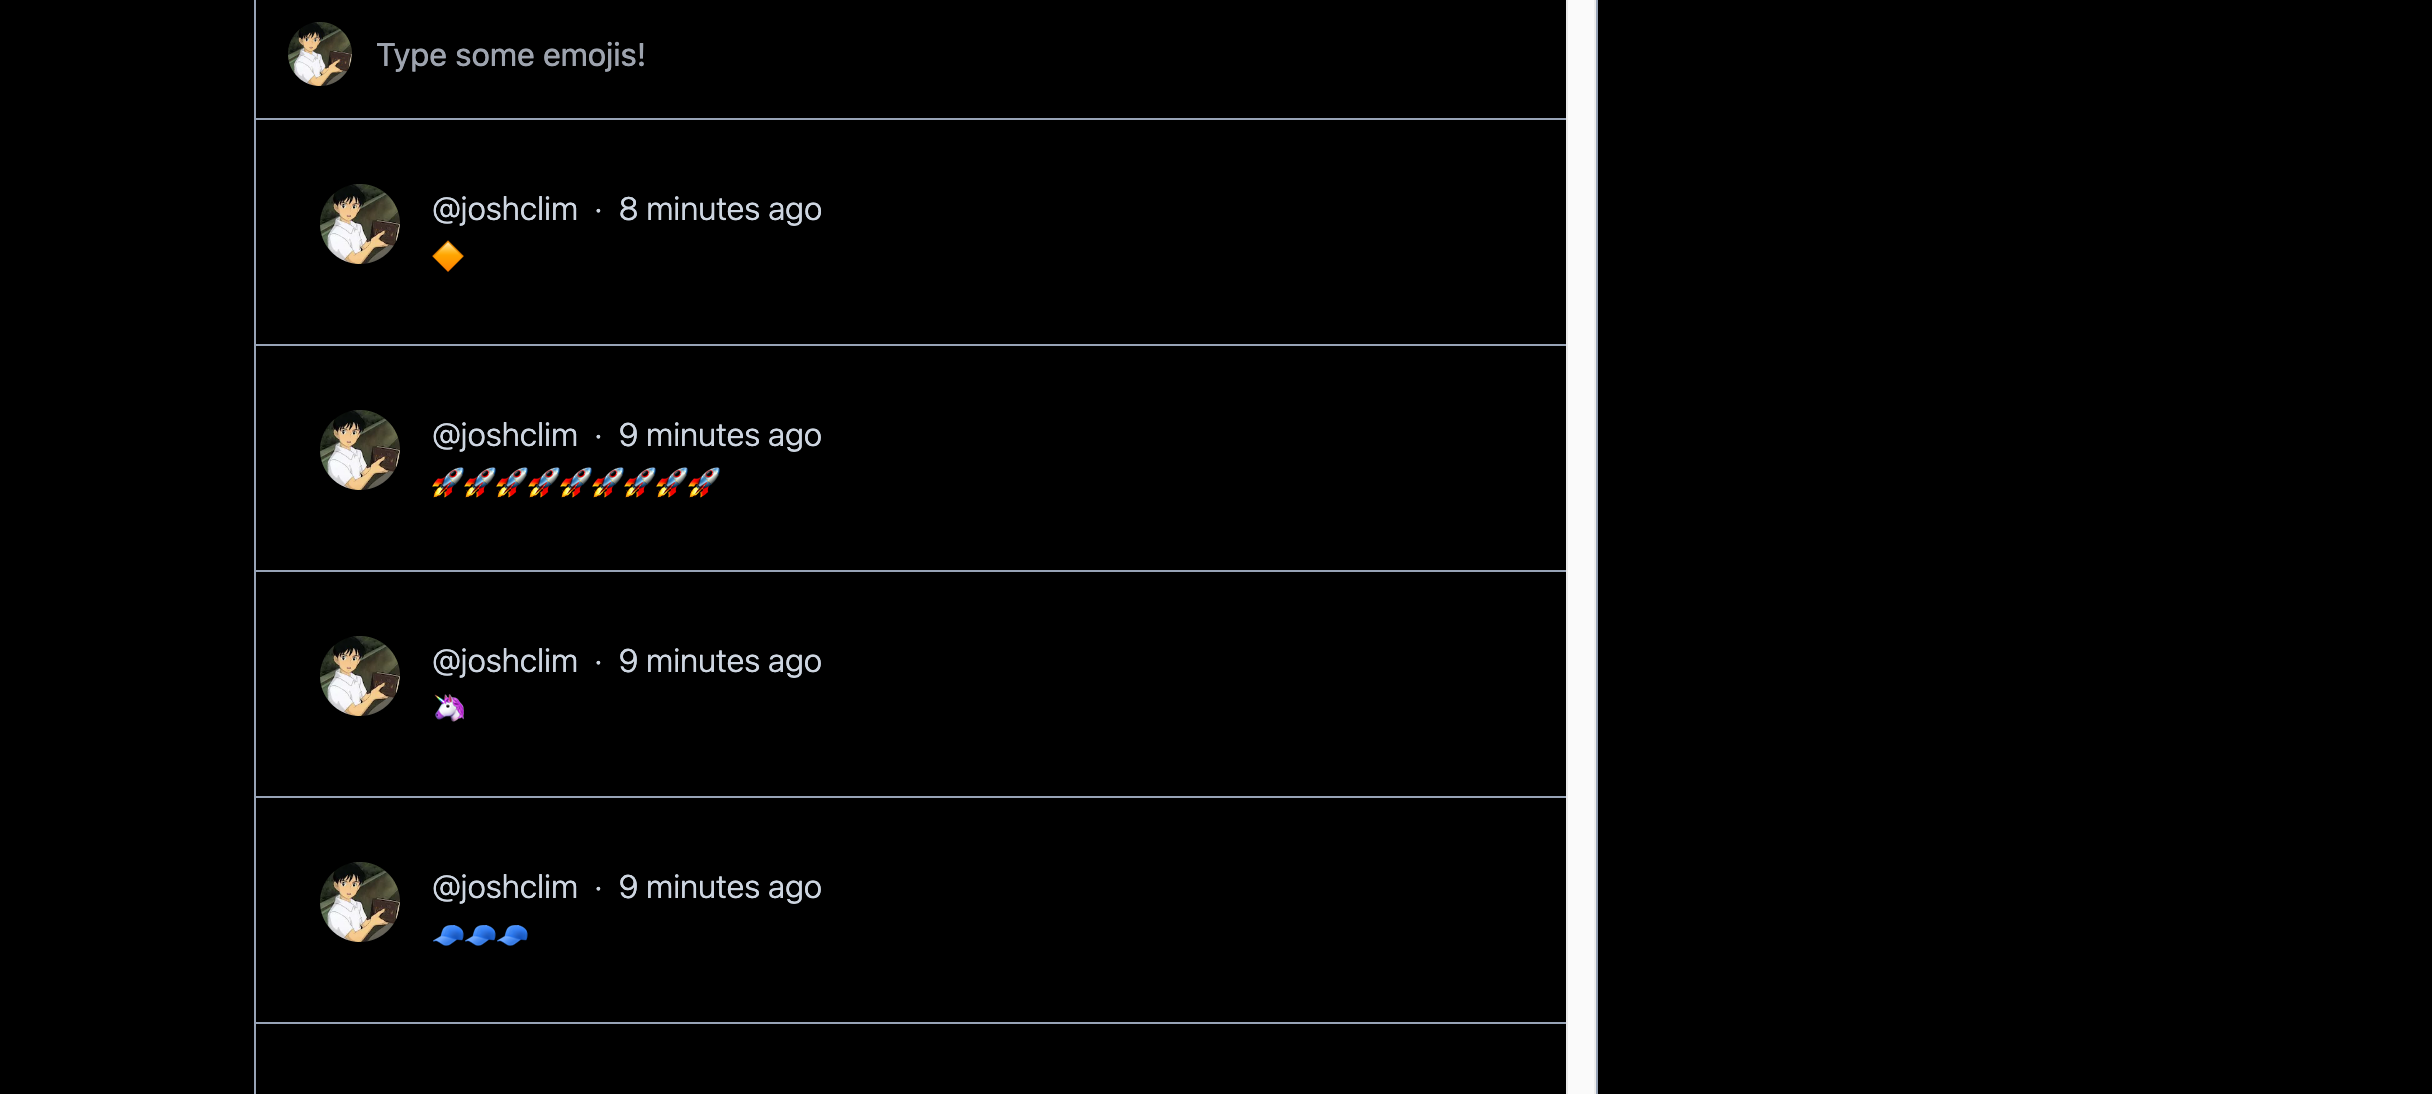 Type some emojis!
@joshclim · 8 minutes ago
🔶
@joshclim · 9 minutes ago
🚀🚀🚀🚀🚀🚀🚀🚀🚀
@joshclim · 9 minutes ago
🦄
@joshclim · 9 minutes ago
🧢🧢🧢